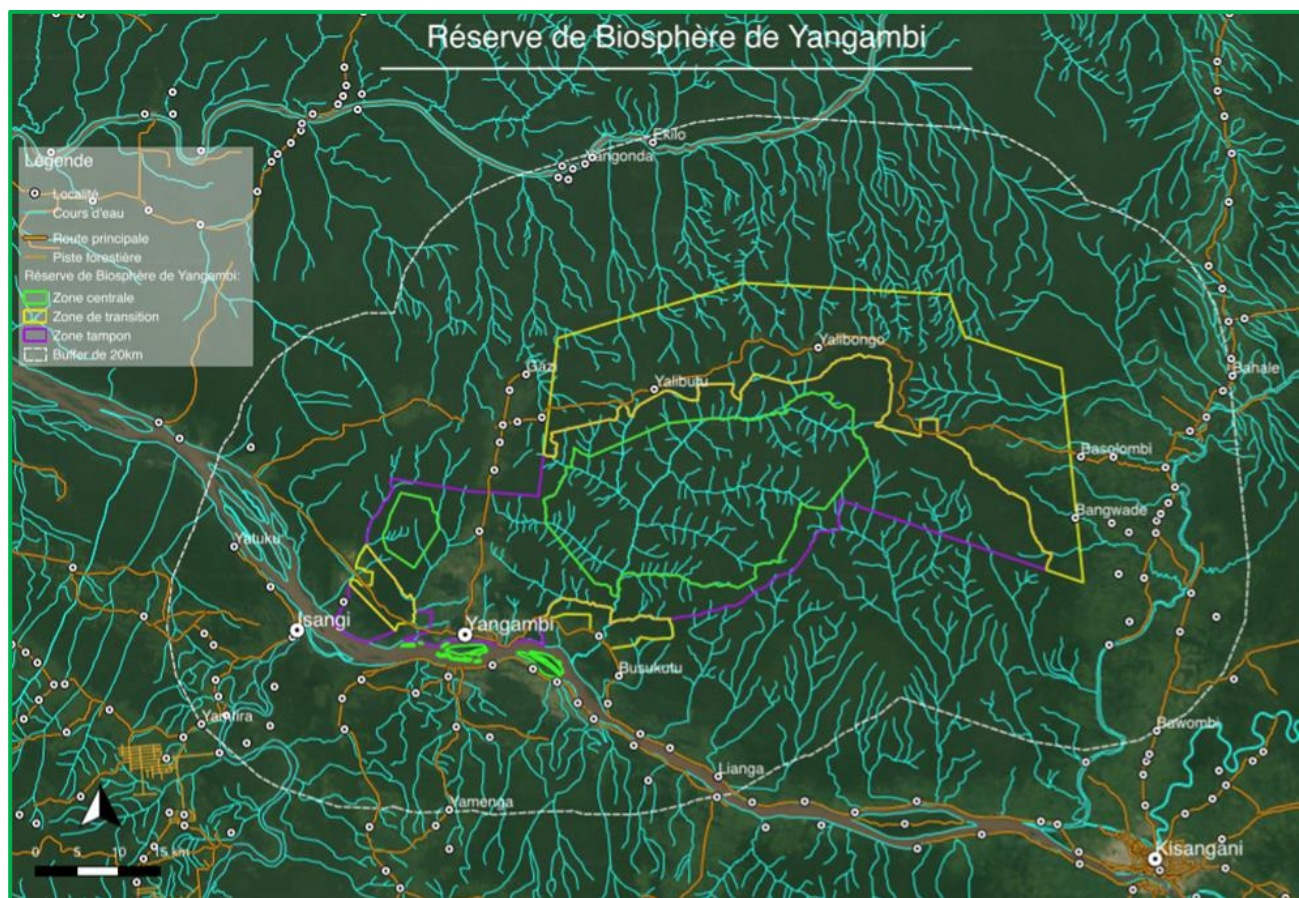 Réserve de Biosphère de Yangambi
Ekilo
Yangonda
Légende
Localité
Cours d'eau
Route principale
Piste forestière
Réserve de Biosphère de Yangambi:
Zone centrale
Zone de transition
Zone tampon
Buffer de 20km
Yalibongo
Gazi
Yalibutu
Bahale
Basolombi
Bangwade
Yatuku
Isangi
Yangambi
Busukutu
Yamfira
Bawombi
Lianga
Yamenga
Kisangani
0 5 10 15 km